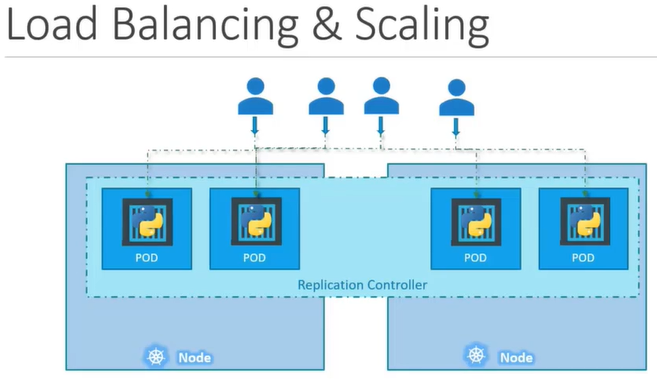 Load Balancing & Scaling
POD
POD
POD
POD
Replication Controller
Node
Node